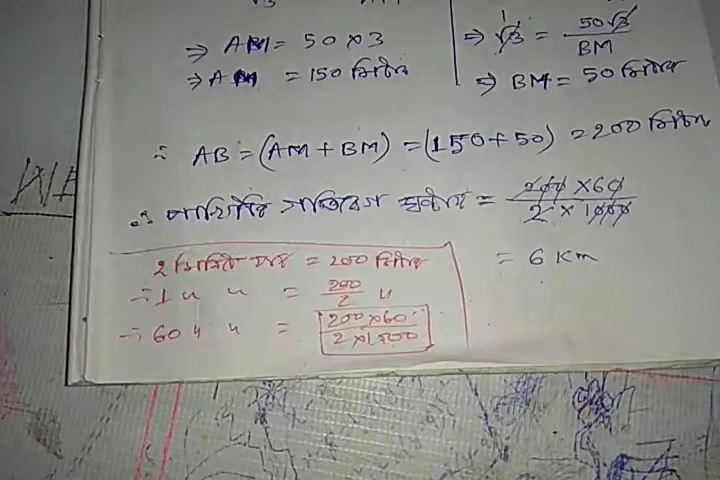 ⇒ AM = 50 × 3
⇒ AM = 150 মিটার
⇒ √3 = 50√3 / BM
⇒ BM = 50 মিটার
∴ AB = (AM + BM) = (150 + 50) = 200 মিটার
∴ পাখিটির গতিবেগ ঘণ্টায় = 200 × 60 / 2 × 1000
= 6 Km
2 মিনিটে যায় = 200 মিটার
∴ 1 " " = 200/2 "
∴ 60 " " = 200×60 / 2×1000